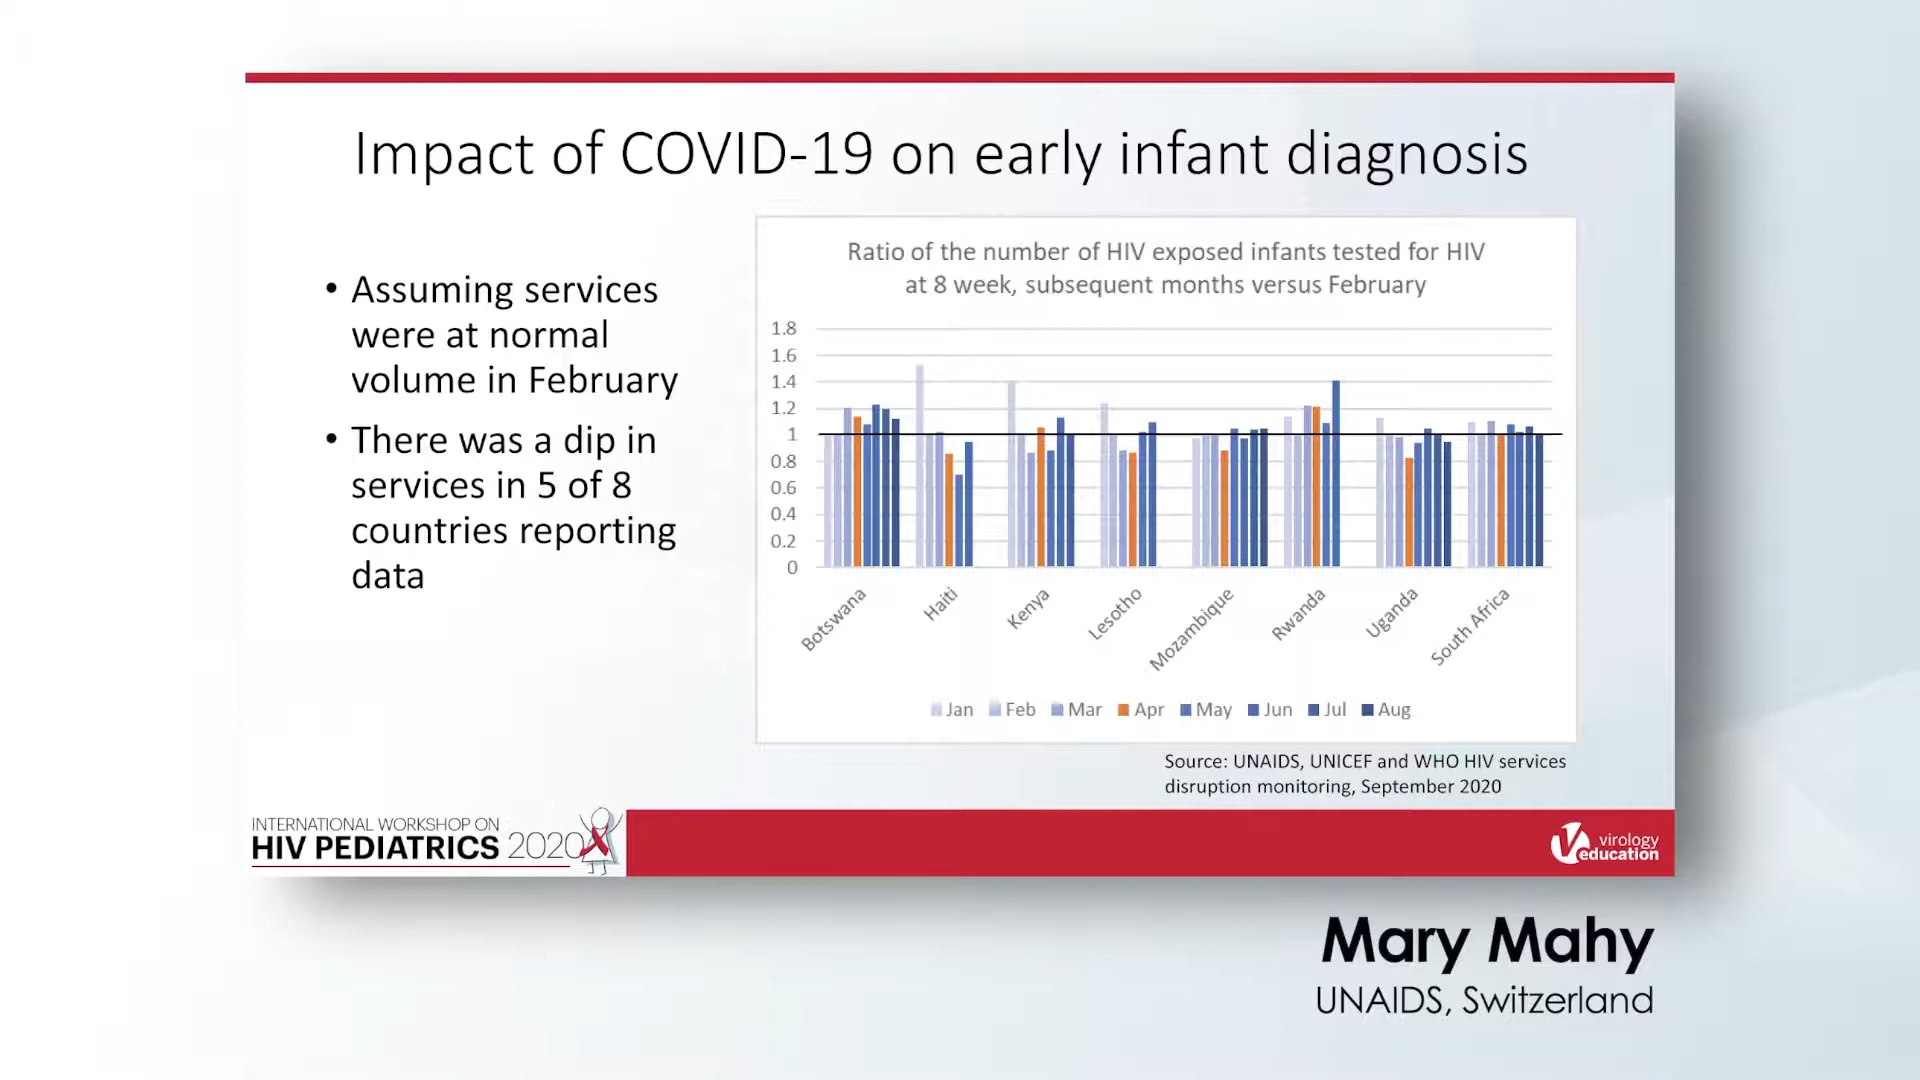 Impact of COVID-19 on early infant diagnosis
• Assuming services
were at normal
volume in February
• There was a dip in
services in 5 of 8
countries reporting
data
Ratio of the number of HIV exposed infants tested for HIV
at 8 week, subsequent months versus February
1.8
1.6
1.4
1.2
1
0.8
0.6
0.4
0.2
0
Botswana
Haiti
Kenya
Lesotho
Mozambique
Rwanda
Uganda
South Africa
Jan Feb Mar Apr May Jun Jul Aug
Source: UNAIDS, UNICEF and WHO HIV services
disruption monitoring, September 2020
INTERNATIONAL WORKSHOP ON
HIV PEDIATRICS 2020
virology
education
Mary Mahy
UNAIDS, Switzerland